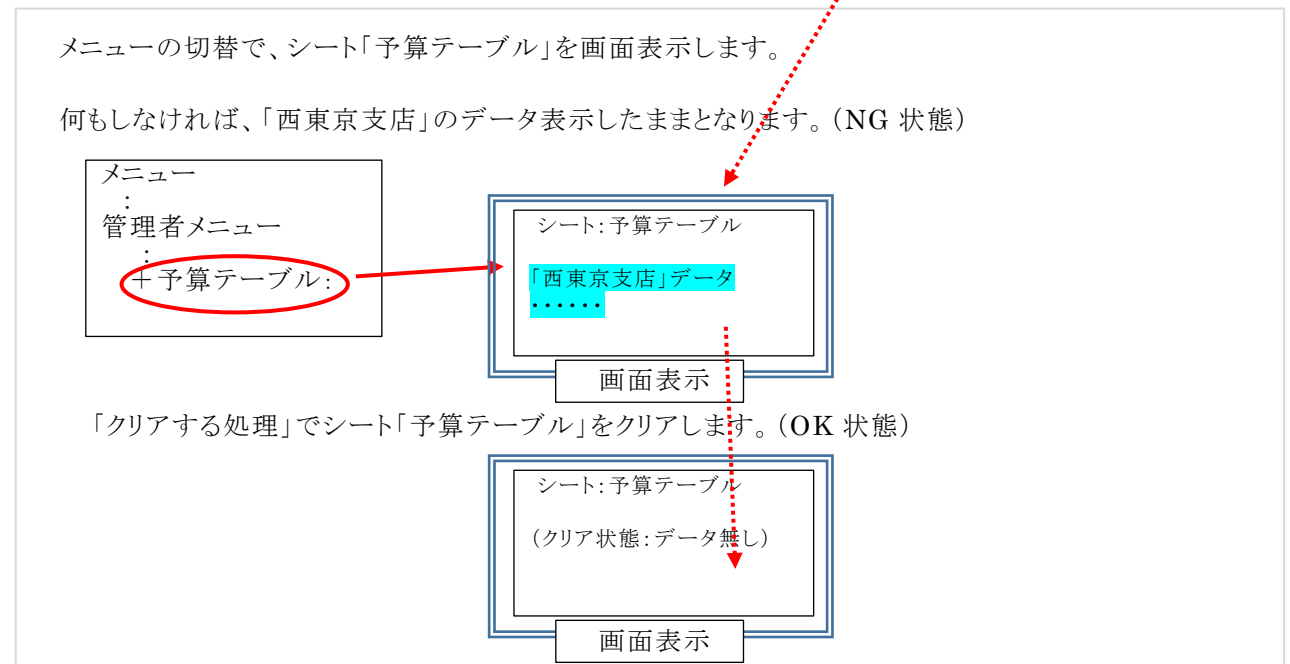 メニューの切替で、シート「予算テーブル」を画面表示します。
何もしなければ、「西東京支店」のデータ表示したままとなります。(NG 状態)
メニュー
:
管理者メニュー
:
+予算テーブル:
シート:予算テーブル
「西東京支店」データ
・・・・・・
画面表示
「クリアする処理」でシート「予算テーブル」をクリアします。(OK 状態)
シート:予算テーブル
(クリア状態:データ無し)
画面表示